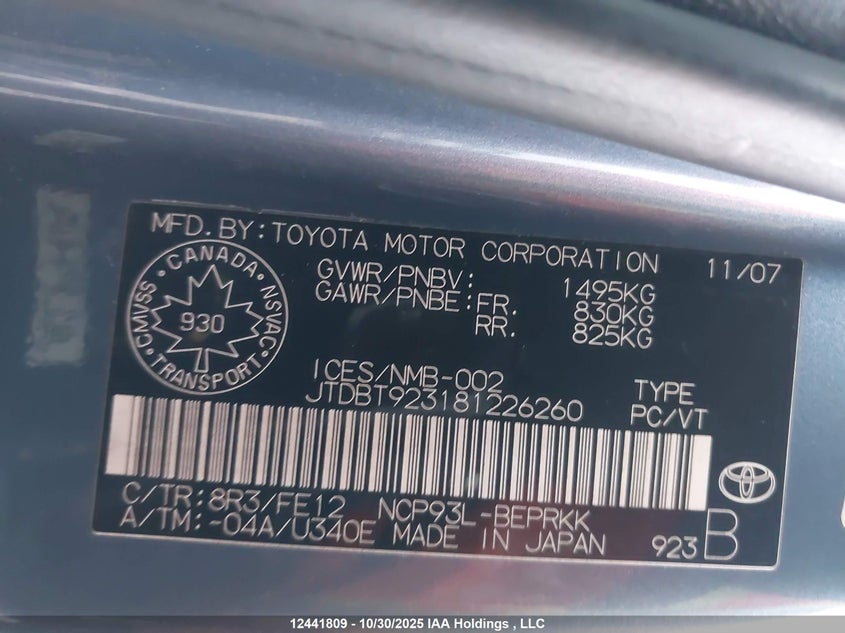 MFD.BY:TOYOTA MOTOR CORPORATION 11/07
GVWR/PNBV: 1495KG
GAWR/PNBE:FR. 830KG
RR. 825KG
CANADA
CMVSS 930 NSVAC
TRANSPORT
ICES/NMB-002
JTDBT923181226260
TYPE
PC/VT
C/TR:8R3/FE12 NCP93L-BEPRKK
A/TM:-04A/U340E MADE IN JAPAN 923 B
12441809 - 10/30/2025 IAA Holdings , LLC